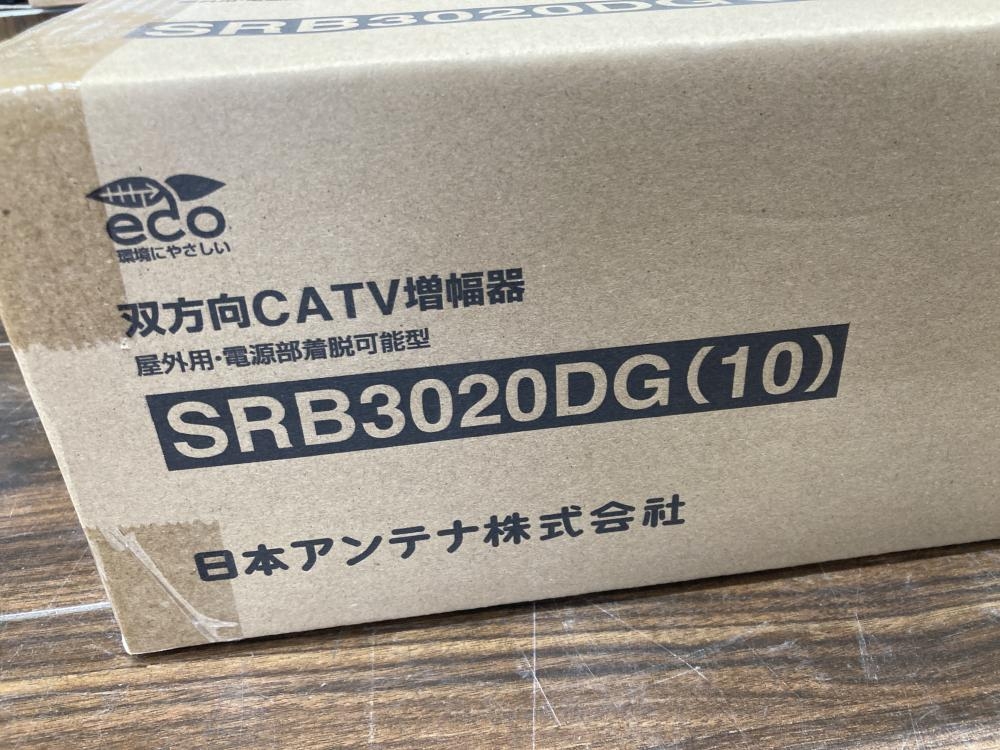 SRB3020DG
eco
環境にやさしい
双方向CATV増幅器
屋外用・電源部着脱可能型
SRB3020DG(10)
日本アンテナ株式会社